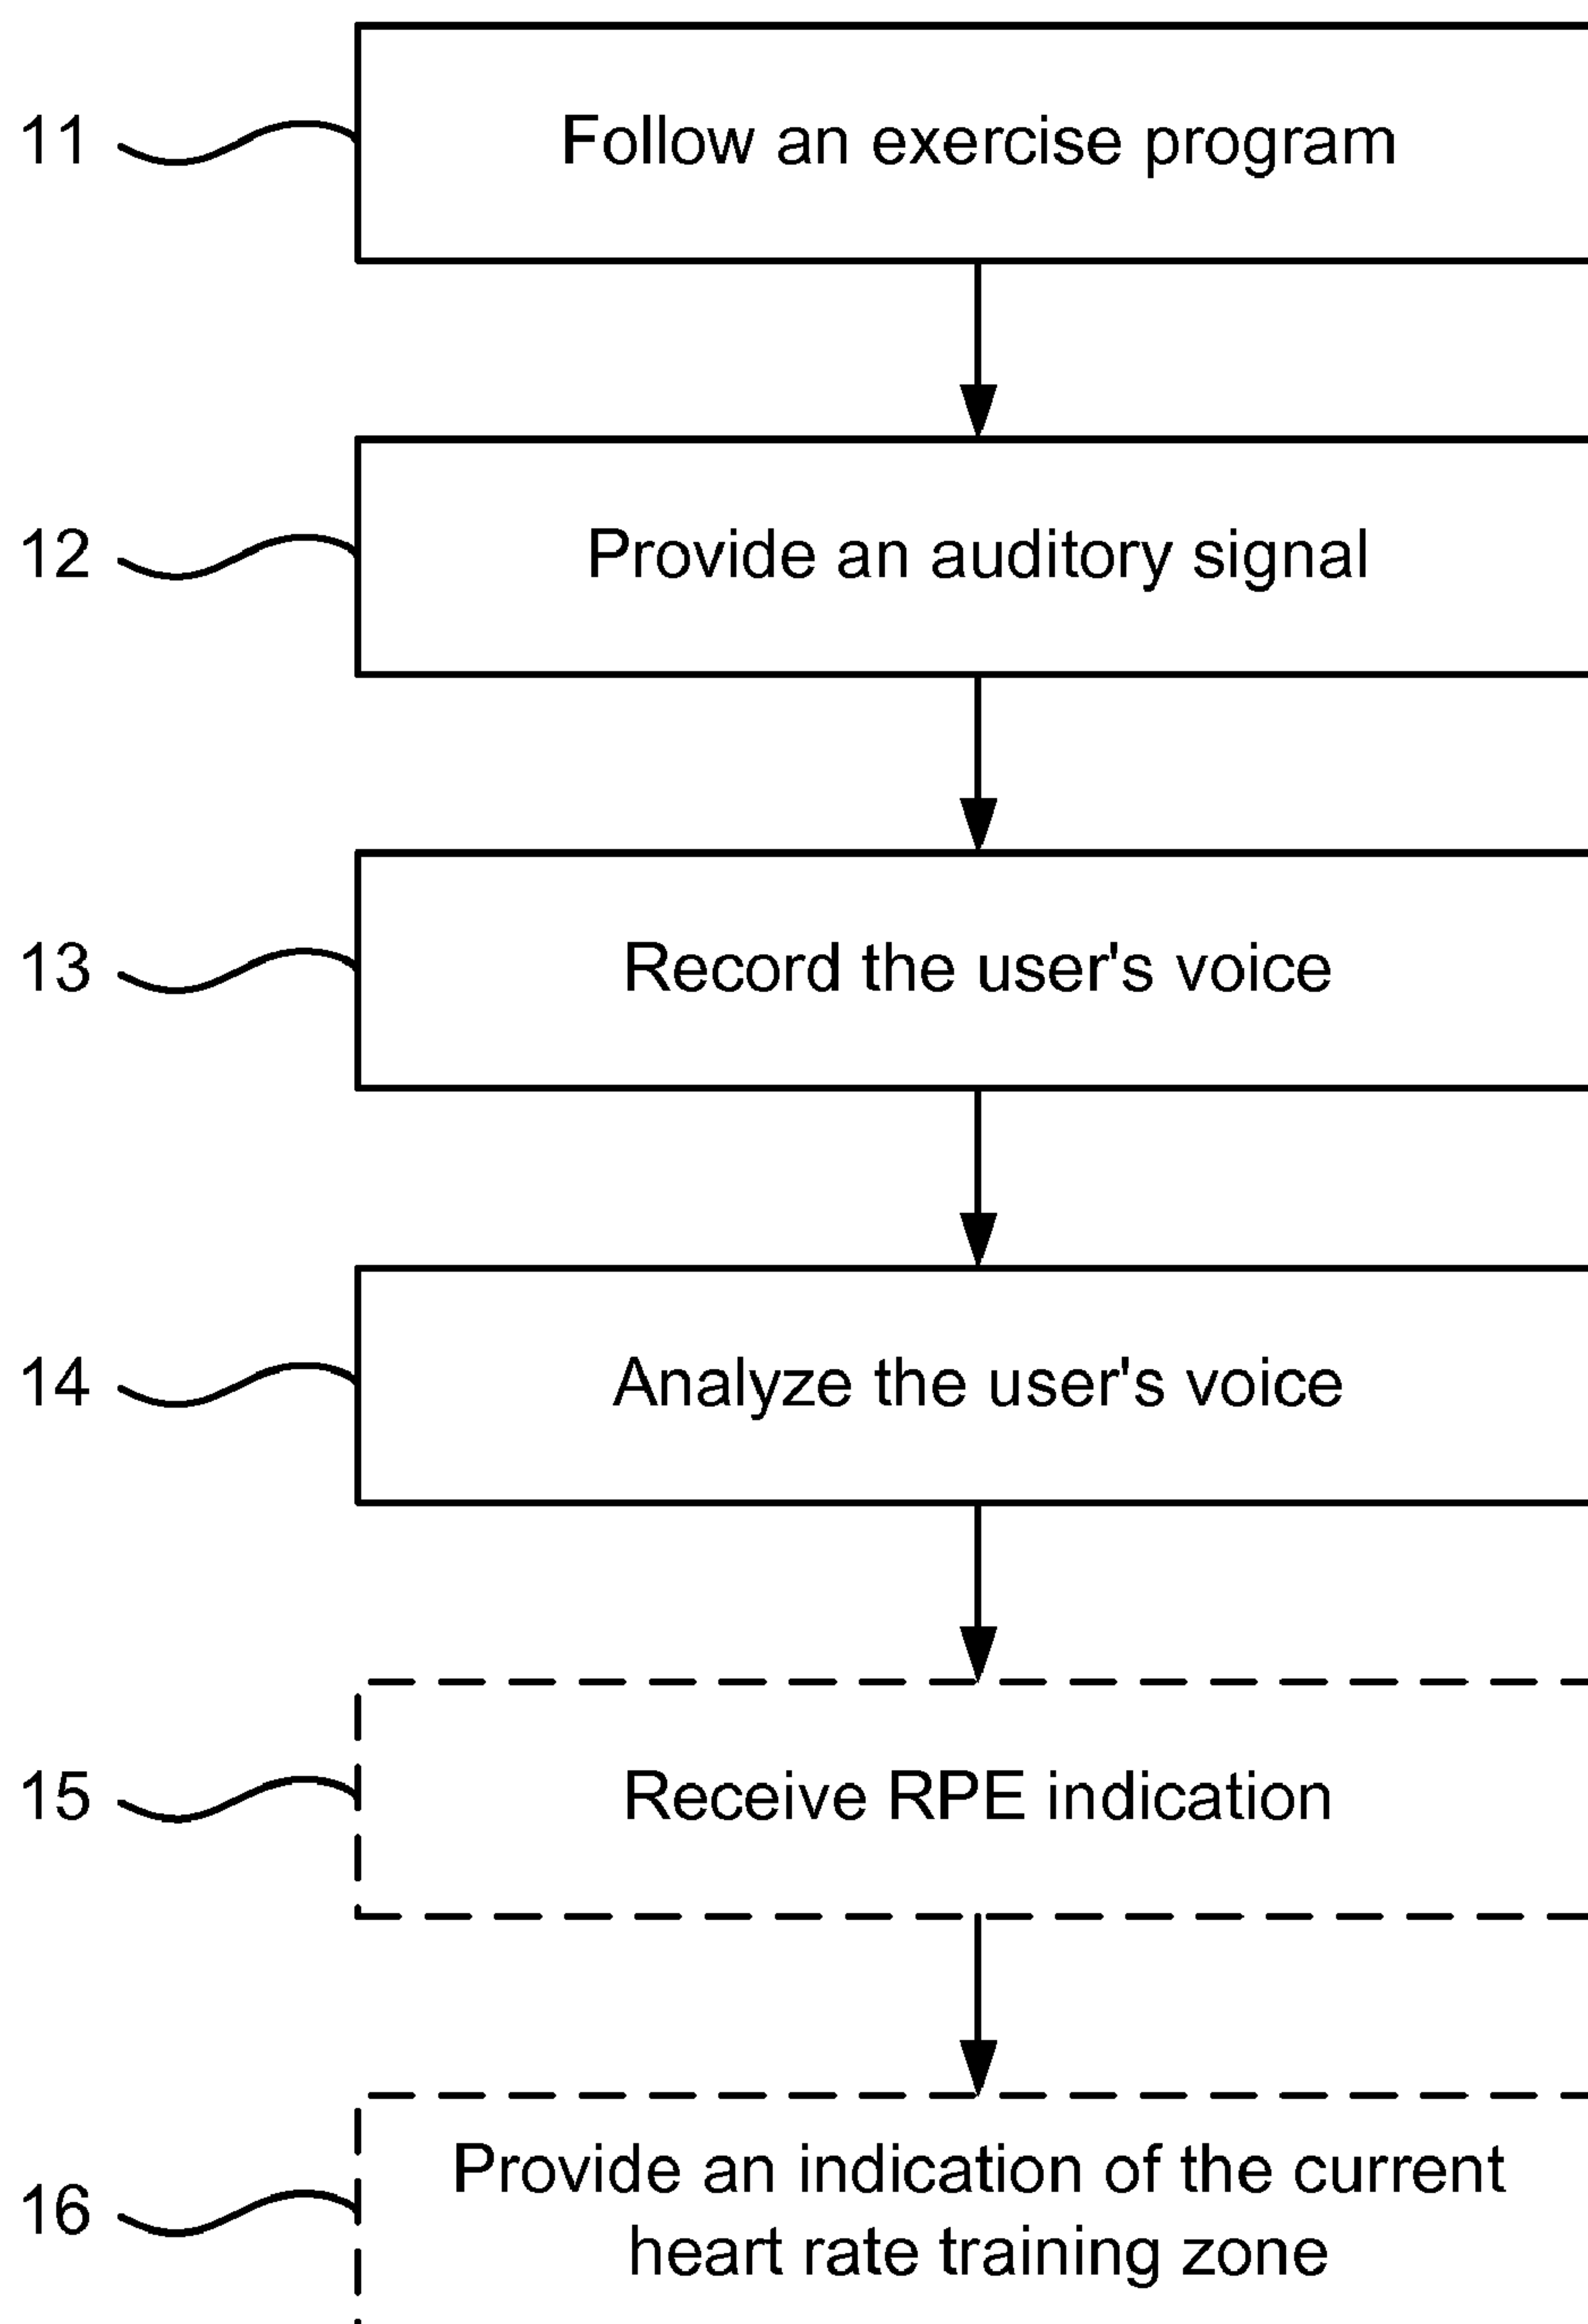 11 Follow an exercise program
12 Provide an auditory signal
13 Record the user's voice
14 Analyze the user's voice
15 Receive RPE indication
16 Provide an indication of the current
heart rate training zone